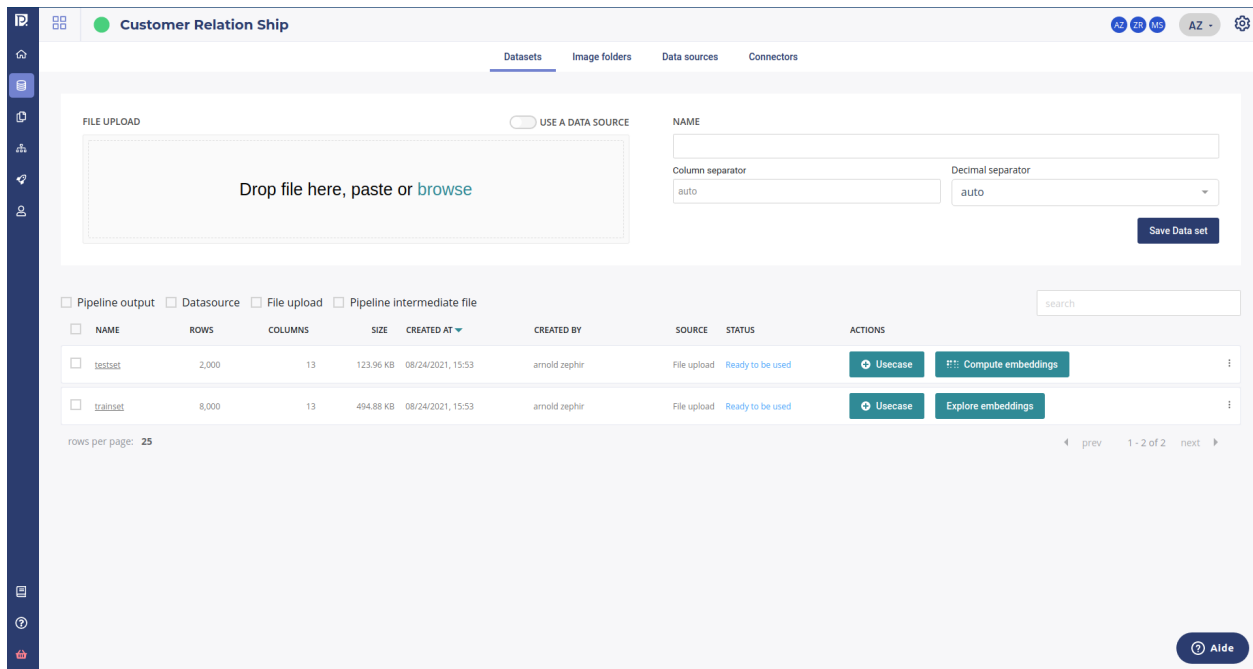 Customer Relation Ship
AZ ZR MS AZ
Datasets Image folders Data sources Connectors
FILE UPLOAD USE A DATA SOURCE NAME
Drop file here, paste or browse
Column separator Decimal separator
auto auto
Save Data set
Pipeline output Datasource File upload Pipeline intermediate file search
NAME ROWS COLUMNS SIZE CREATED AT CREATED BY SOURCE STATUS ACTIONS
testset 2,000 13 123.96 KB 08/24/2021, 15:53 arnold zephir File upload Ready to be used Usecase Compute embeddings
trainset 8,000 13 494.88 KB 08/24/2021, 15:53 arnold zephir File upload Ready to be used Usecase Explore embeddings
rows per page: 25 prev 1 - 2 of 2 next
Aide